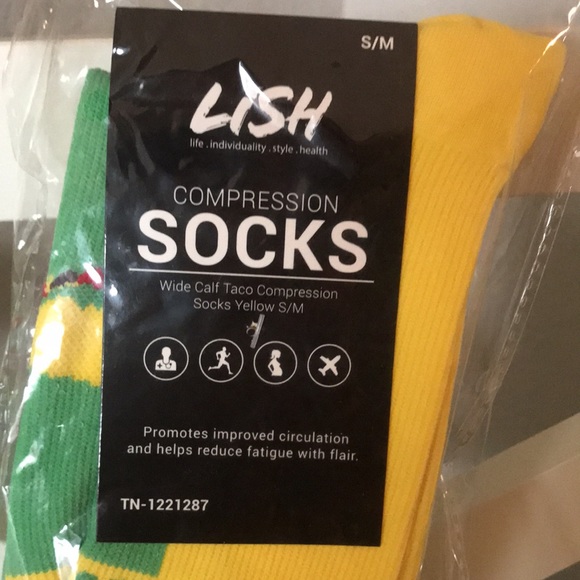 S/M
LISH
life . individuality . style . health
COMPRESSION
SOCKS
Wide Calf Taco Compression
Socks Yellow S/M
Promotes improved circulation
and helps reduce fatigue with flair.
TN-1221287